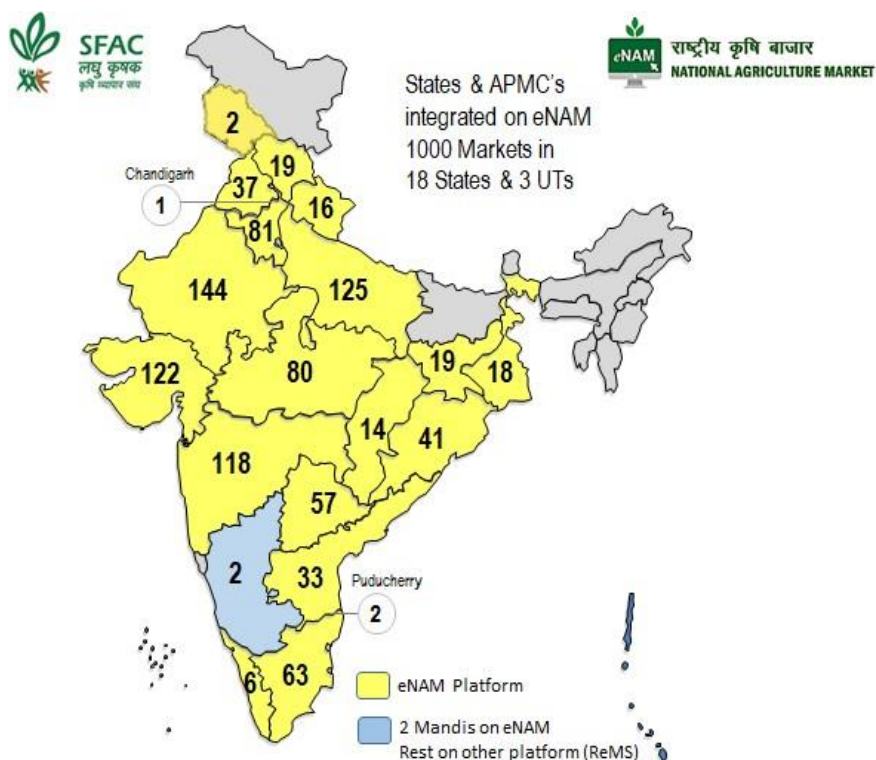 SFAC
लघु कृषक
कृषि व्यापार संघ
eNAM
राष्ट्रीय कृषि बाजार
NATIONAL AGRICULTURE MARKET
States & APMC's
integrated on eNAM
1000 Markets in
18 States & 3 UTs
2
19
Chandigarh
37
1
16
81
144
125
122
80
19
18
14
41
118
57
2
33
Puducherry
2
6
63
eNAM Platform
2 Mandis on eNAM
Rest on other platform (ReMS)